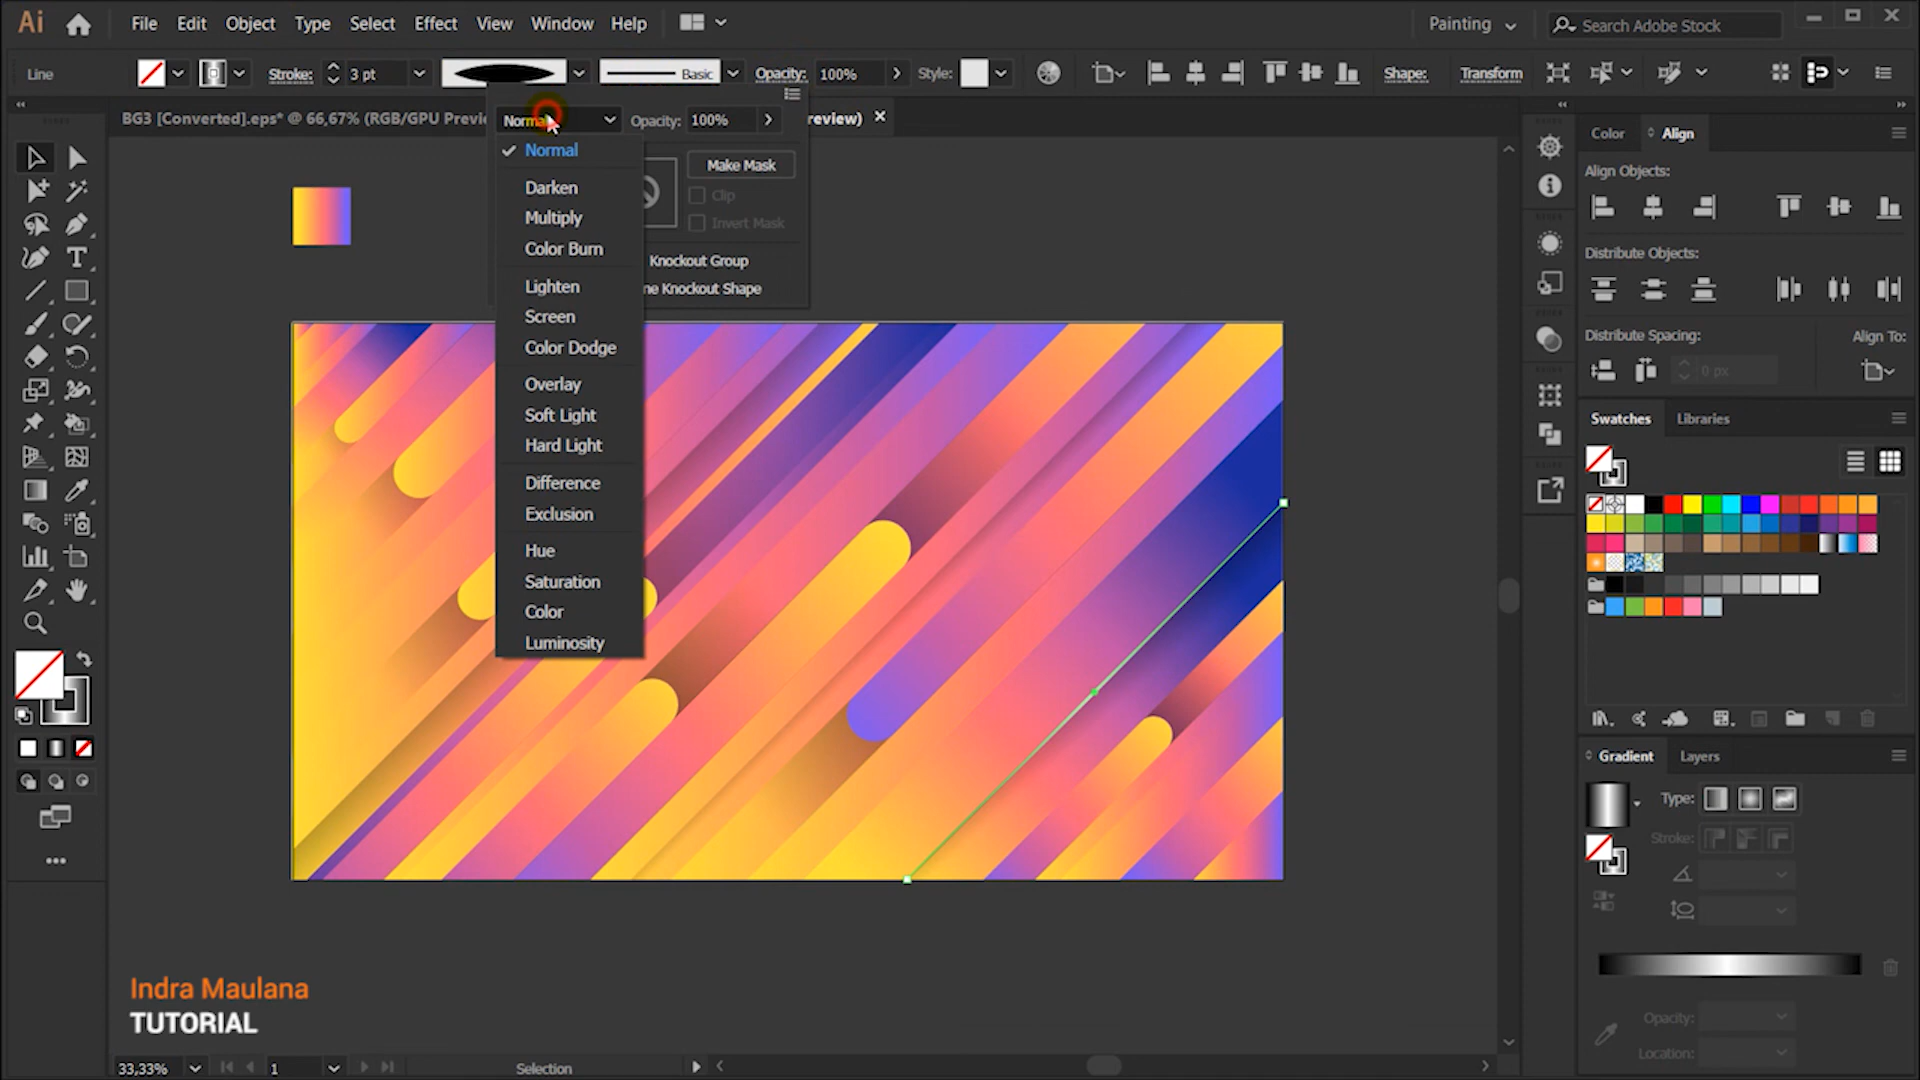 Ai File Edit Object Type Select Effect View Window Help Painting Search Adobe Stock
Line Stroke: 3 pt Basic Opacity: 100% Style: Shape: Transform
BG3 [Converted].eps* @ 66,67% (RGB/GPU Previe
review)
Normal Opacity: 100%
Normal
Darken
Multiply
Color Burn
Lighten
Screen
Color Dodge
Overlay
Soft Light
Hard Light
Difference
Exclusion
Hue
Saturation
Color
Luminosity
Make Mask
Clip
Invert Mask
Knockout Group
ne Knockout Shape
Color Align
Align Objects:
Distribute Objects:
Distribute Spacing: Align To:
0 px
Swatches Libraries
Gradient Layers
Type:
Stroke:
Opacity:
Location:
Indra Maulana
TUTORIAL
33,33% 1 Selection